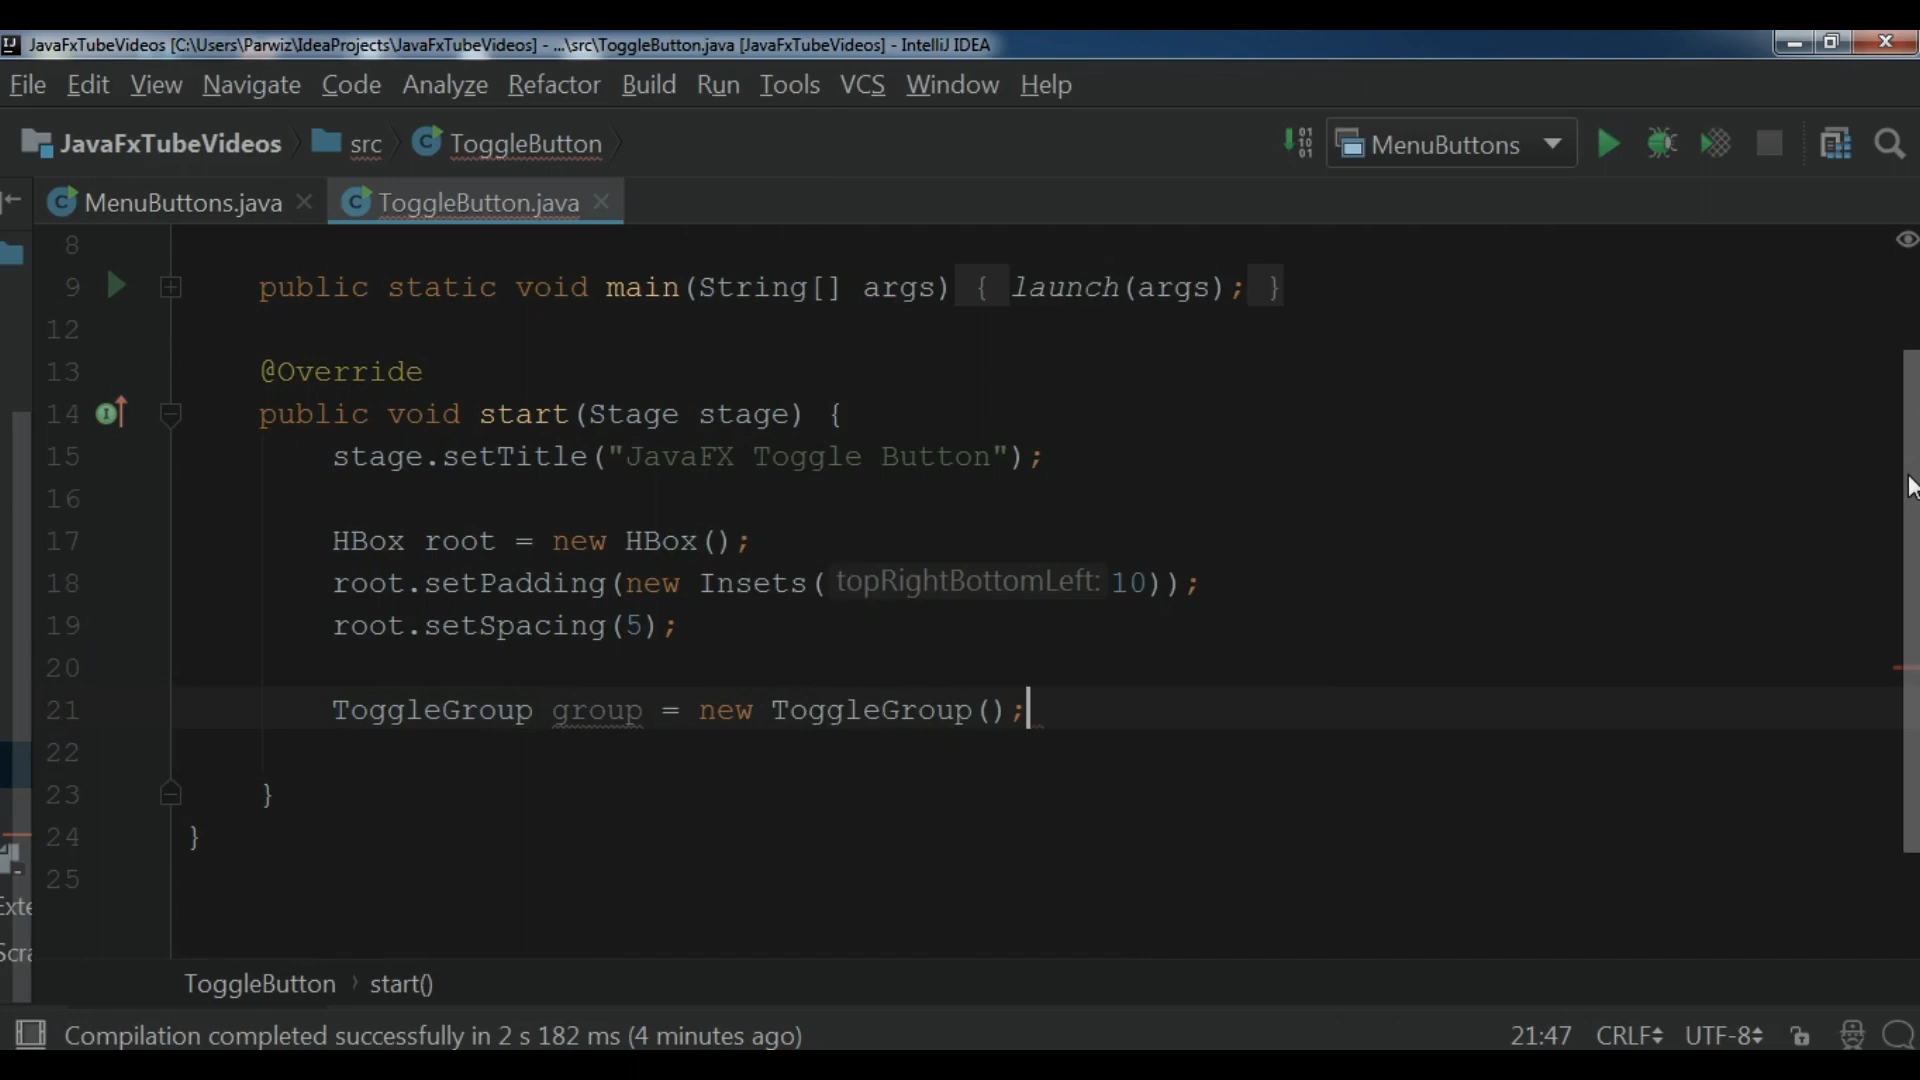 JavaFxTubeVideos [C:\Users\Parwiz\IdeaProjects\JavaFxTubeVideos] - ...\src\ToggleButton.java [JavaFxTubeVideos] - IntelliJ IDEA
File Edit View Navigate Code Analyze Refactor Build Run Tools VCS Window Help
JavaFxTubeVideos src ToggleButton MenuButtons
MenuButtons.java ToggleButton.java
8
9 public static void main(String[] args) { launch(args); }
12
13 @Override
14 public void start(Stage stage) {
15 stage.setTitle("JavaFX Toggle Button");
16
17 HBox root = new HBox();
18 root.setPadding(new Insets( topRightBottomLeft: 10));
19 root.setSpacing(5);
20
21 ToggleGroup group = new ToggleGroup();
22
23 }
24 }
25
Exte
Scra
ToggleButton › start()
Compilation completed successfully in 2 s 182 ms (4 minutes ago) 21:47 CRLF UTF-8